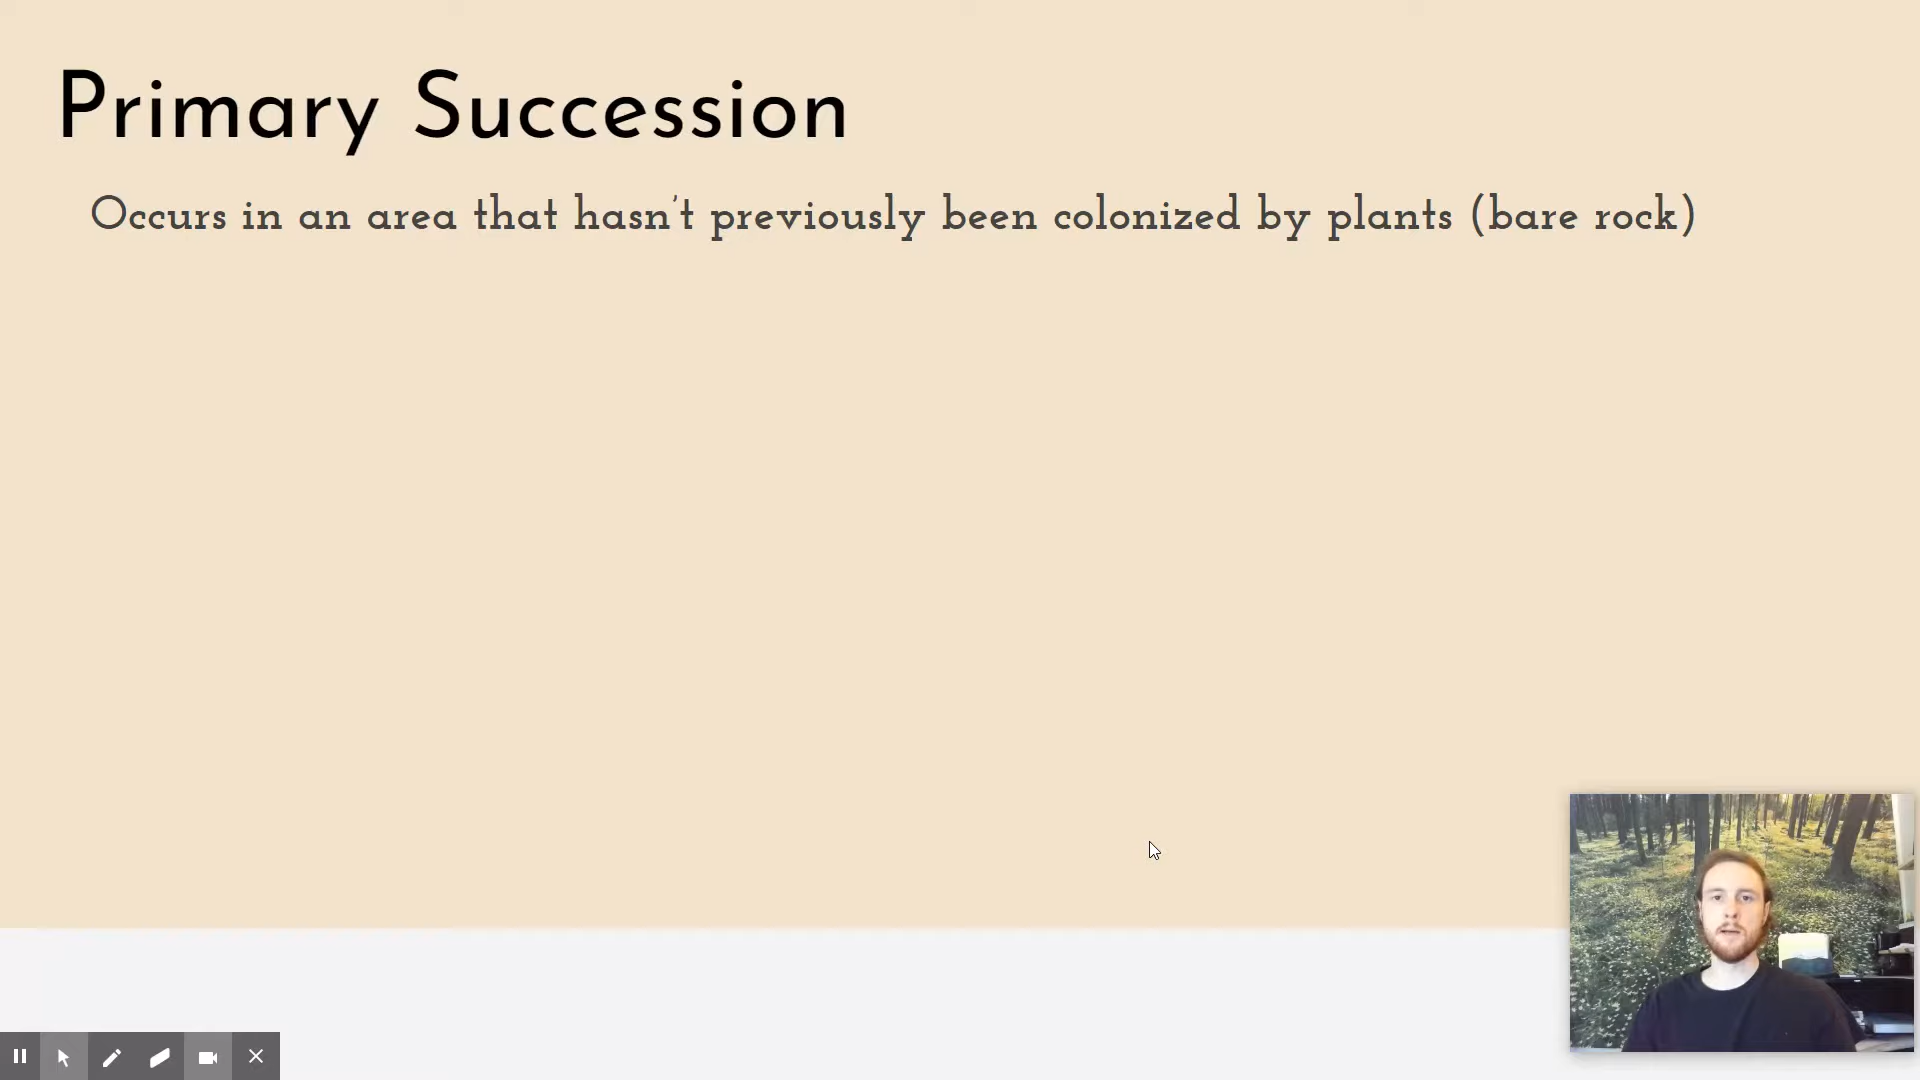 Primary Succession
Occurs in an area that hasn't previously been colonized by plants (bare rock)